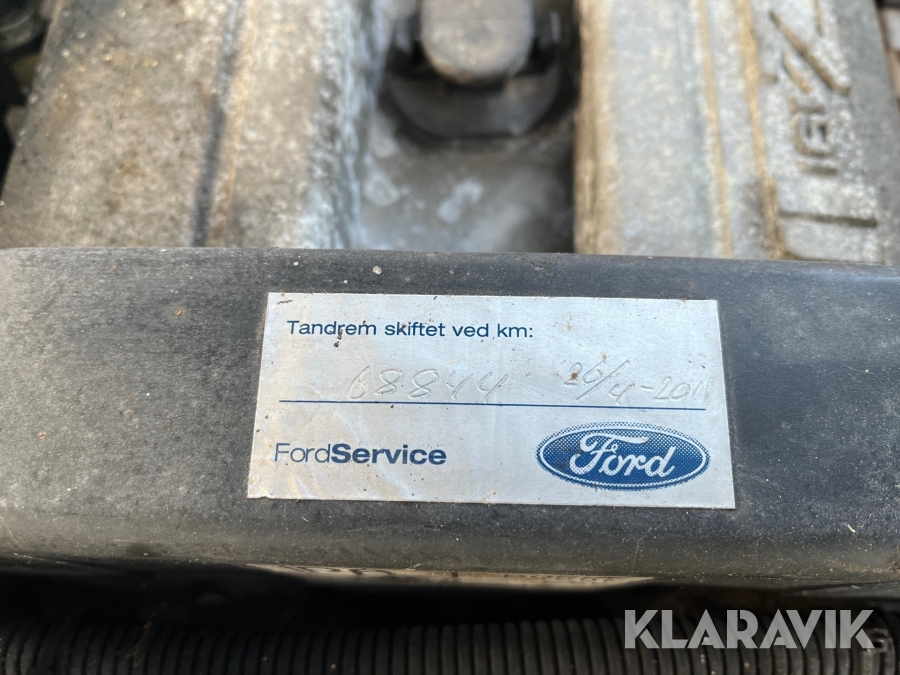 Tandrem skiftet ved km:
68844 26/4-2011
FordService
Ford
KLARAVIK